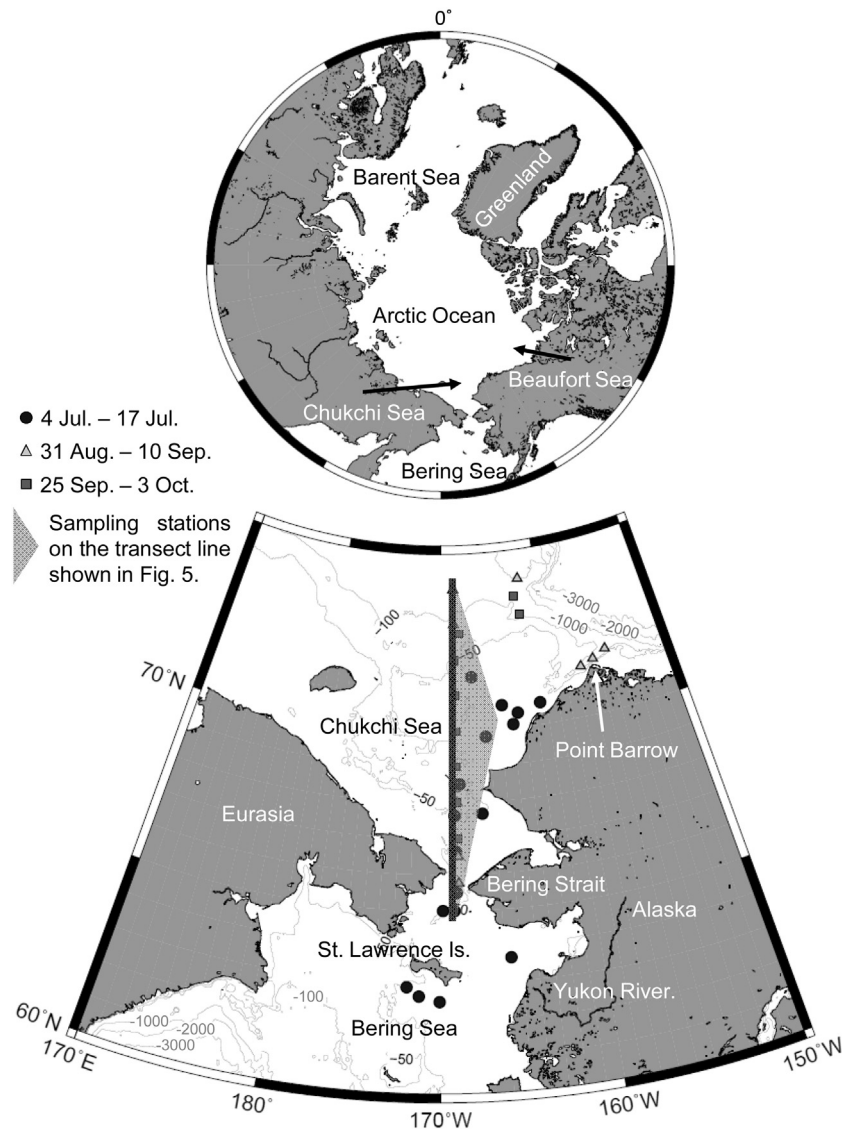 0˚
Barent Sea
Greenland
Arctic Ocean
Beaufort Sea
Chukchi Sea
Bering Sea
4 Jul. – 17 Jul.
31 Aug. – 10 Sep.
25 Sep. – 3 Oct.
Sampling stations
on the transect line
shown in Fig. 5.
-3000
-1000
-2000
-100
-50
70˚N
Chukchi Sea
Point Barrow
-50
Eurasia
Bering Strait
Alaska
St. Lawrence Is.
Yukon River.
-100
60˚N
-1000
-2000
-3000
Bering Sea
-50
170˚E
150˚W
180˚
160˚W
170˚W